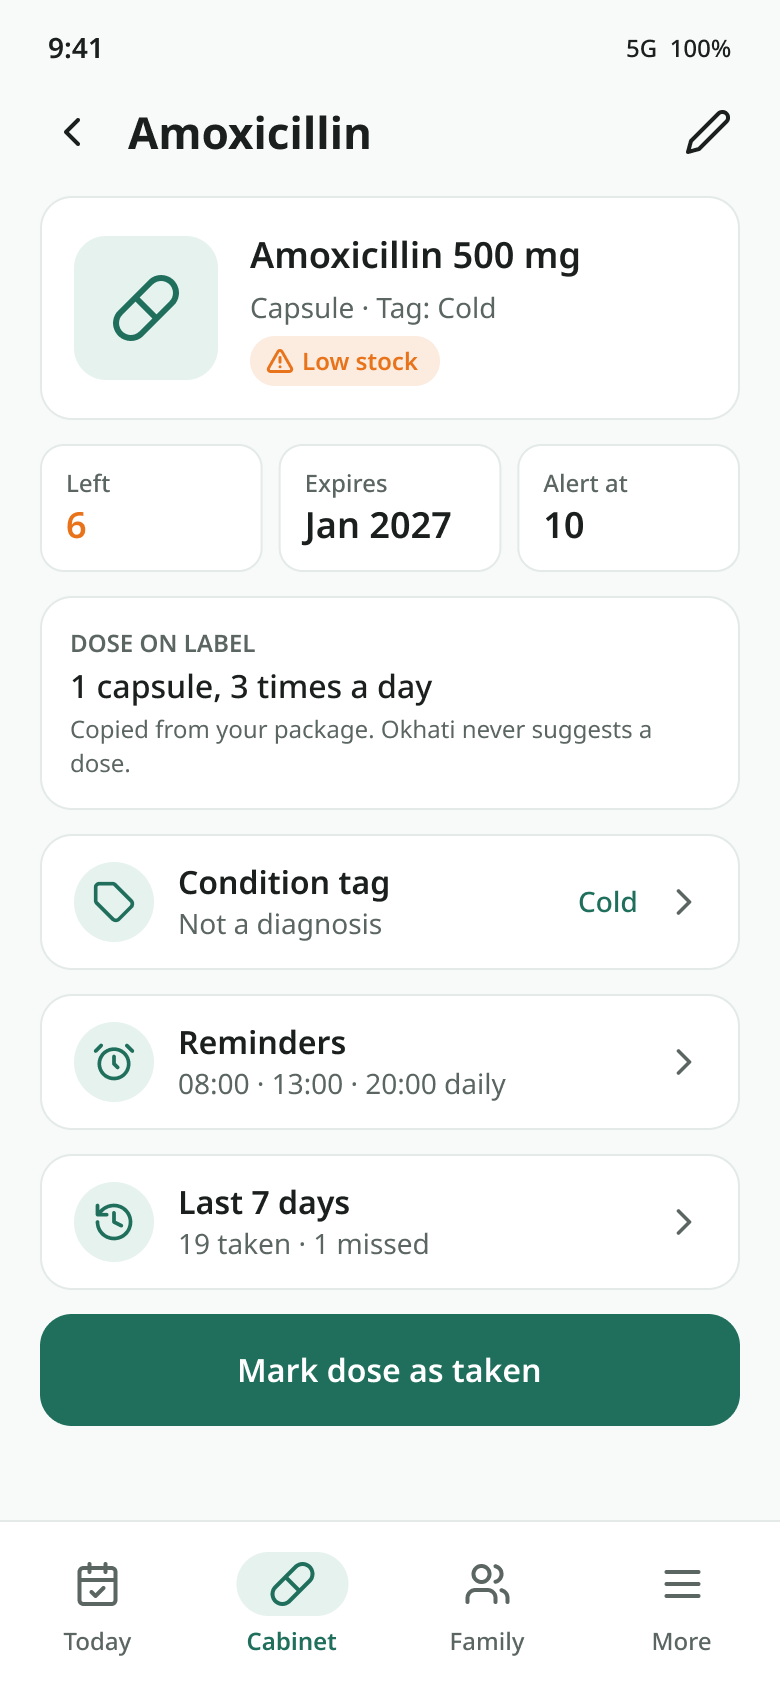 9:41
5G 100%
Amoxicillin
Amoxicillin 500 mg
Capsule · Tag: Cold
Low stock
Left
6
Expires
Jan 2027
Alert at
10
DOSE ON LABEL
1 capsule, 3 times a day
Copied from your package. Okhati never suggests a
dose.
Condition tag
Not a diagnosis
Cold
Reminders
08:00 · 13:00 · 20:00 daily
Last 7 days
19 taken · 1 missed
Mark dose as taken
Today
Cabinet
Family
More